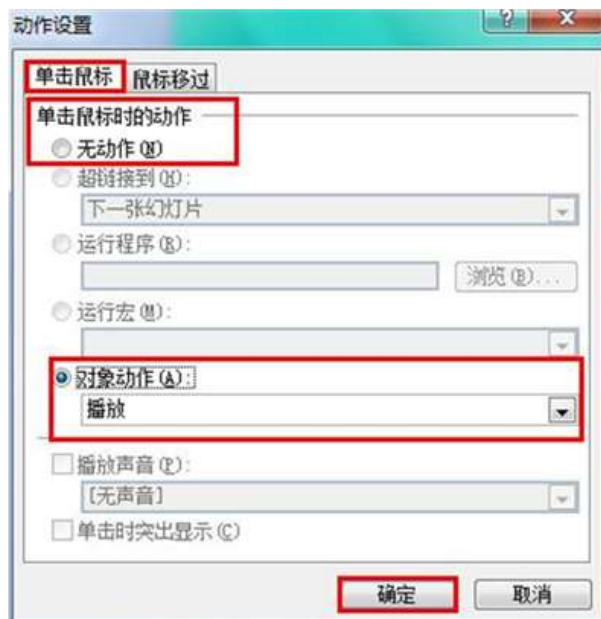 动作设置
单击鼠标 鼠标移过
单击鼠标时的动作
无动作(N)
超链接到(H):
下一张幻灯片
运行程序(R):
浏览(B)...
运行宏(M):
对象动作(A):
播放
播放声音(P):
[无声音]
单击时突出显示(C)
确定 取消